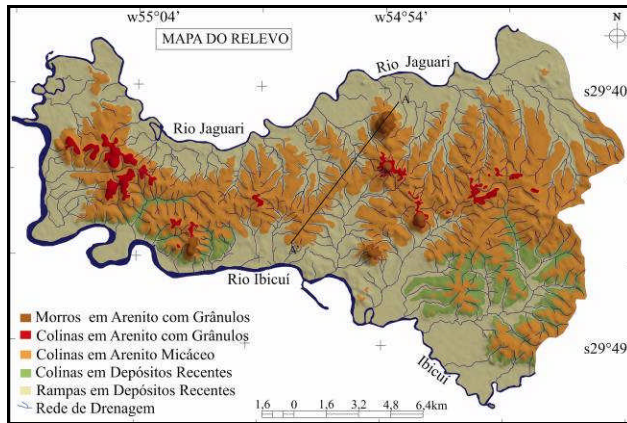 w55°04’
w54°54’
MAPA DO RELEVO
N
Rio Jaguari
s29°40
A
Rio Jaguari
A'
Rio Ibicuí
Morros em Arenito com Grânulos
Colinas em Arenito com Grânulos
Colinas em Arenito Micáceo
Colinas em Depósitos Recentes
Rampas em Depósitos Recentes
Rede de Drenagem
s29°49
Ibicuí
1,6 0 1,6 3,2 4,8 6,4km